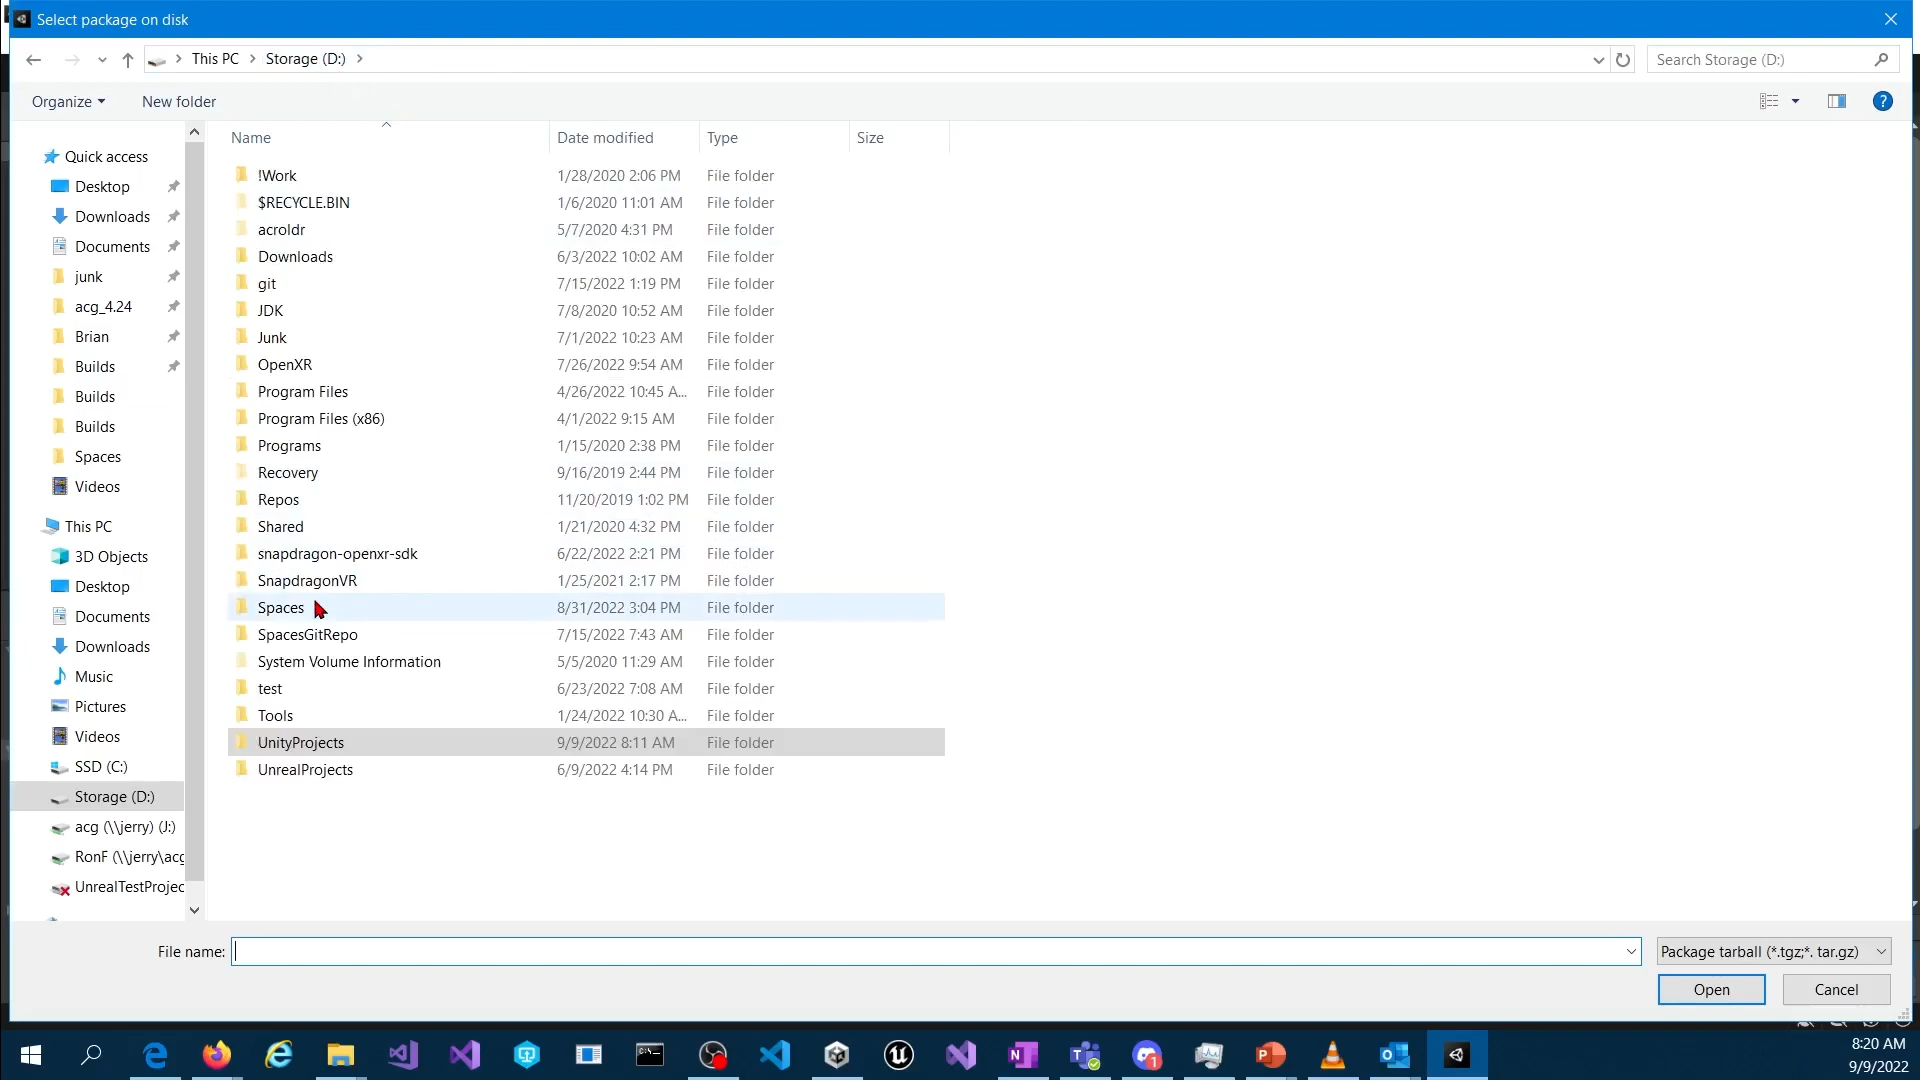 Select package on disk
This PC
Storage (D:)
Search Storage (D:)
Organize
New folder
Name Date modified Type Size
Quick access
Desktop
Downloads
Documents
junk
acg_4.24
Brian
Builds
Builds
Builds
Spaces
Videos
This PC
3D Objects
Desktop
Documents
Downloads
Music
Pictures
Videos
SSD (C:)
Storage (D:)
acg (\\jerry) (J:)
RonF (\\jerry\acg
UnrealTestProjec
!Work 1/28/2020 2:06 PM File folder
$RECYCLE.BIN 1/6/2020 11:01 AM File folder
acroldr 5/7/2020 4:31 PM File folder
Downloads 6/3/2022 10:02 AM File folder
git 7/15/2022 1:19 PM File folder
JDK 7/8/2020 10:52 AM File folder
Junk 7/1/2022 10:23 AM File folder
OpenXR 7/26/2022 9:54 AM File folder
Program Files 4/26/2022 10:45 A... File folder
Program Files (x86) 4/1/2022 9:15 AM File folder
Programs 1/15/2020 2:38 PM File folder
Recovery 9/16/2019 2:44 PM File folder
Repos 11/20/2019 1:02 PM File folder
Shared 1/21/2020 4:32 PM File folder
snapdragon-openxr-sdk 6/22/2022 2:21 PM File folder
SnapdragonVR 1/25/2021 2:17 PM File folder
Spaces 8/31/2022 3:04 PM File folder
SpacesGitRepo 7/15/2022 7:43 AM File folder
System Volume Information 5/5/2020 11:29 AM File folder
test 6/23/2022 7:08 AM File folder
Tools 1/24/2022 10:30 A... File folder
UnityProjects 9/9/2022 8:11 AM File folder
UnrealProjects 6/9/2022 4:14 PM File folder
File name:
Package tarball (*.tgz;*. tar.gz)
Open
Cancel
8:20 AM
9/9/2022